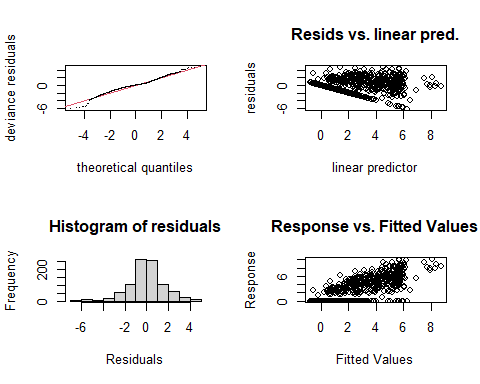 deviance residuals
0
-6
-4
-2
0
2
4
theoretical quantiles
Resids vs. linear pred.
residuals
0
-6
0
2
4
6
8
linear predictor
Histogram of residuals
Frequency
200
0
-6
-2
0
2
4
Residuals
Response vs. Fitted Values
Response
6
0
0
2
4
6
8
Fitted Values